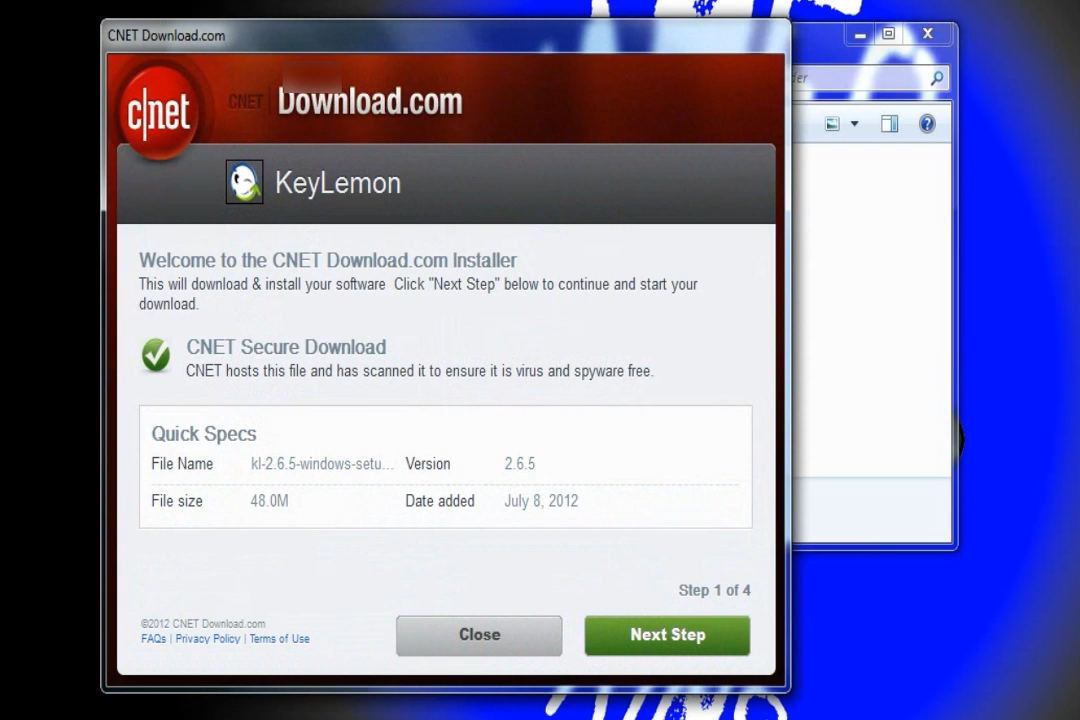 CNET Download.com
c|net
CNET | Download.com
KeyLemon
Welcome to the CNET Download.com Installer
This will download & install your software Click "Next Step" below to continue and start your
download.
CNET Secure Download
CNET hosts this file and has scanned it to ensure it is virus and spyware free.
Quick Specs
File Name kl-2.6.5-windows-setu... Version 2.6.5
File size 48.0M Date added July 8, 2012
Step 1 of 4
©2012 CNET Download.com
FAQs | Privacy Policy | Terms of Use
Close Next Step